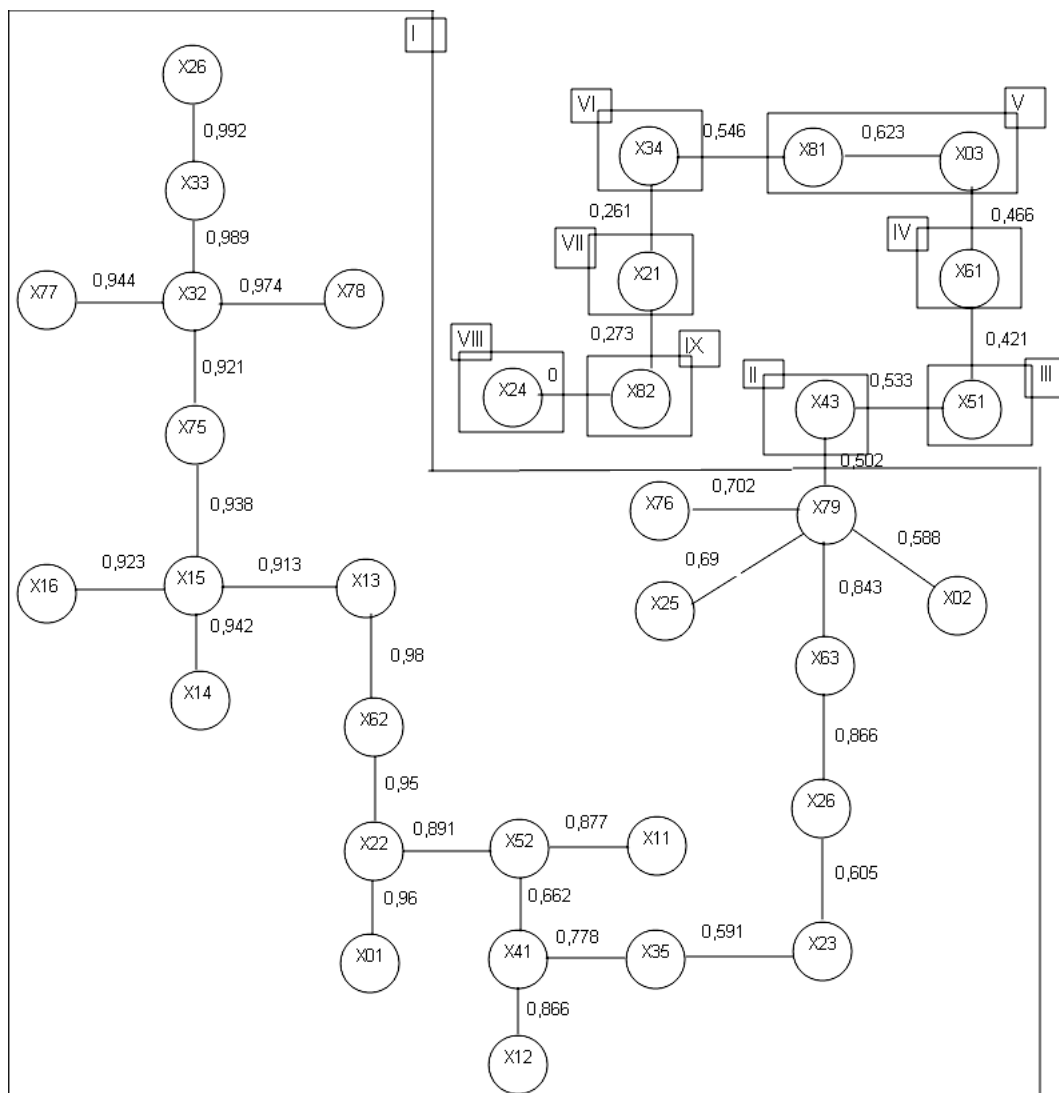 I
X26
VI
V
0,992
X34
0,546
X81
0,623
X03
X33
0,261
0,466
0,989
VII
IV
X77
0,944
X32
0,974
X78
X21
X61
0,273
0,421
VIII
IX
0,921
X24
0
X82
II
X43
0,533
X51
III
X75
0,502
0,938
X76
0,702
X79
0,588
0,923
0,913
0,69
X16
X15
X13
0,843
X25
X02
0,942
0,98
X63
X14
X62
0,866
0,95
X26
X22
0,891
X52
0,877
X11
0,605
0,96
0,662
X01
X41
0,778
X35
0,591
X23
0,866
X12